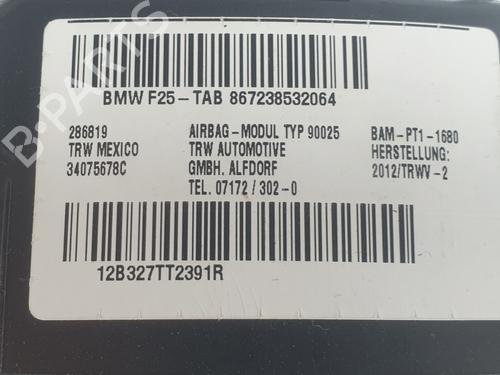 B-PARTS
BMW F25-TAB 867238532064
286819 AIRBAG-MODUL TYP 90025 BAM-PT1-1680
TRW MEXICO TRW AUTOMOTIVE HERSTELLUNG:
34075678C GMBH. ALFDORF 2012/TRWV-2
TEL. 07172/302-0
12B327TT2391R